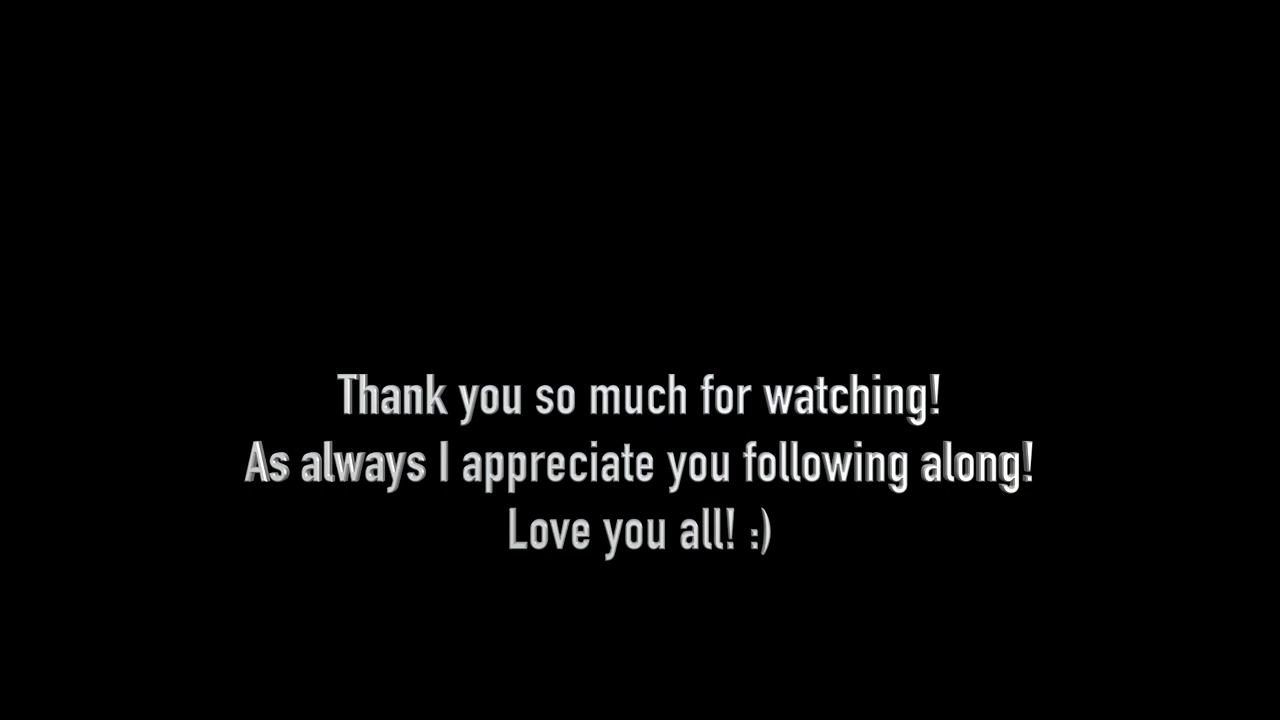 Thank you so much for watching!
As always I appreciate you following along!
Love you all! :)